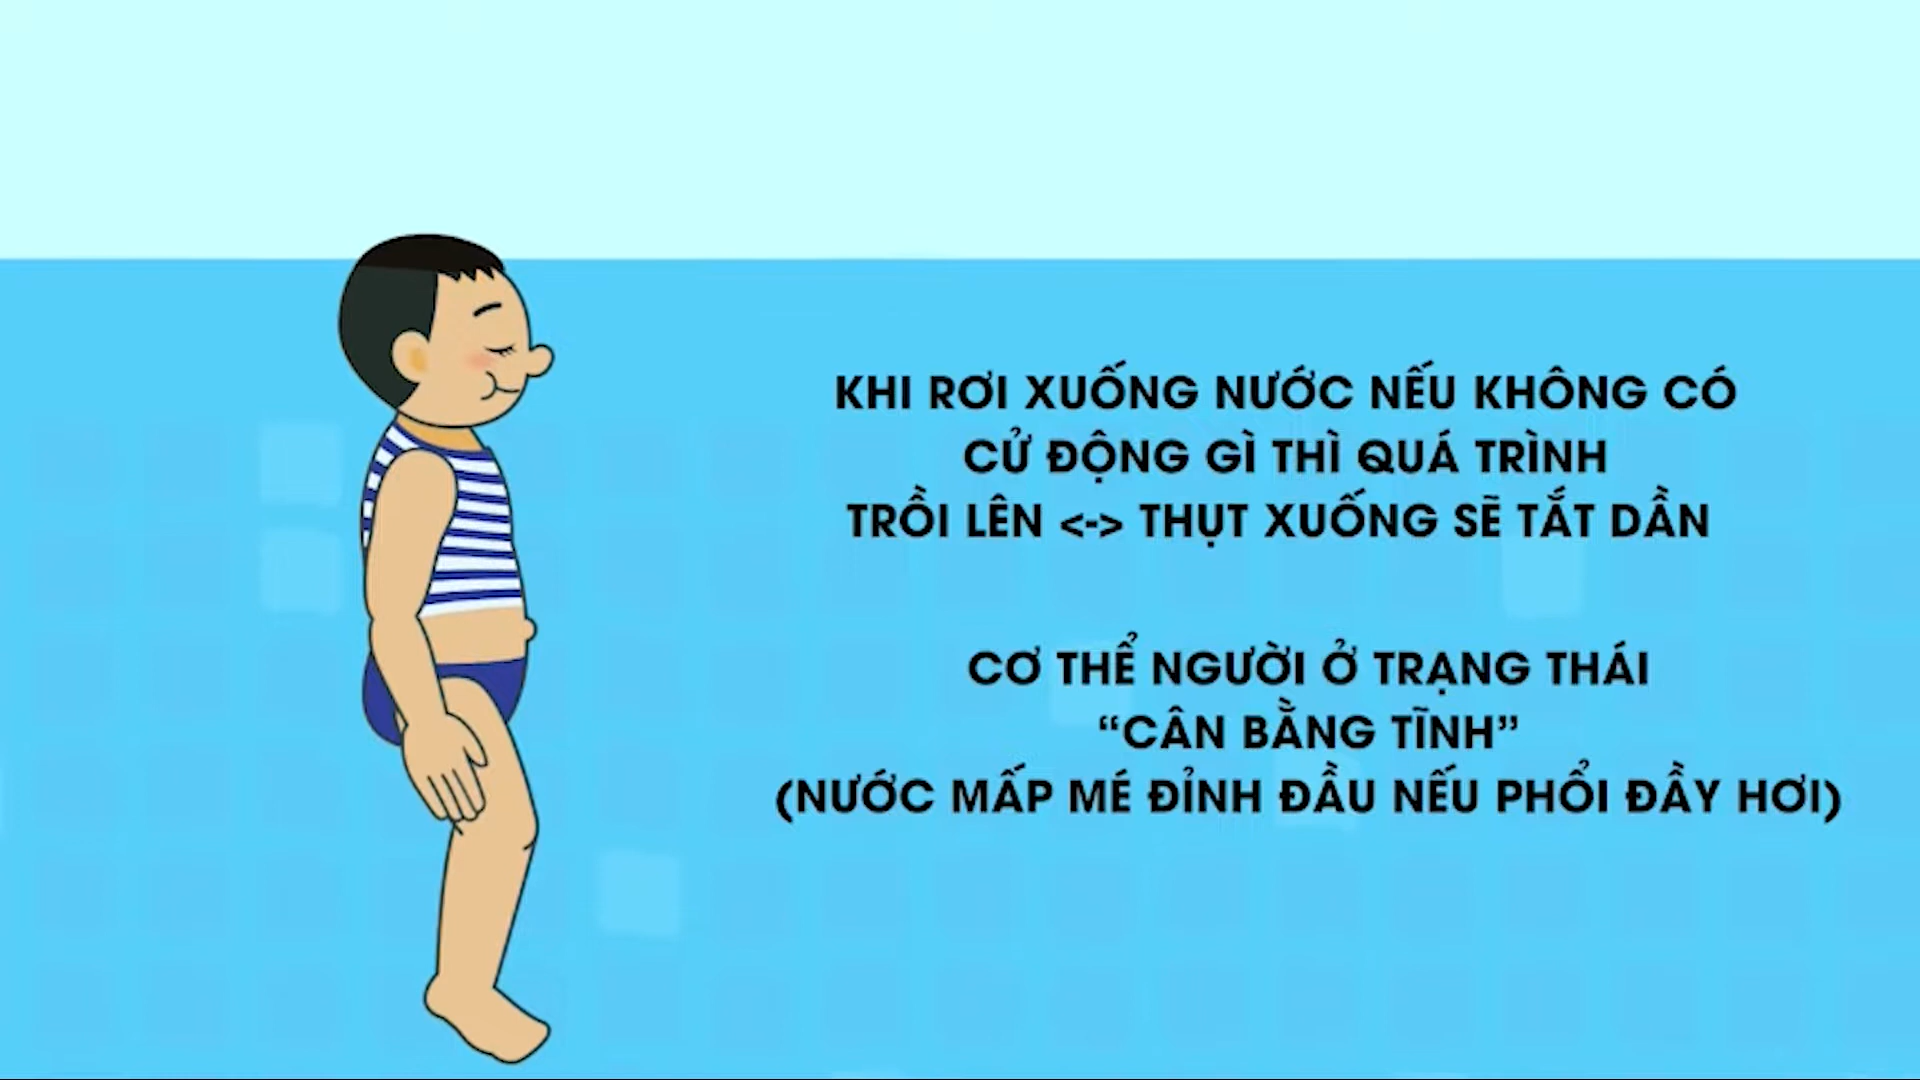 KHI RƠI XUỐNG NƯỚC NẾU KHÔNG CÓ
CỬ ĐỘNG GÌ THÌ QUÁ TRÌNH
TRỒI LÊN <-> THỤT XUỐNG SẼ TẮT DẦN
CƠ THỂ NGƯỜI Ở TRẠNG THÁI
“CÂN BẰNG TĨNH”
(NƯỚC MẤP MÉ ĐỈNH ĐẦU NẾU PHỔI ĐẦY HƠI)